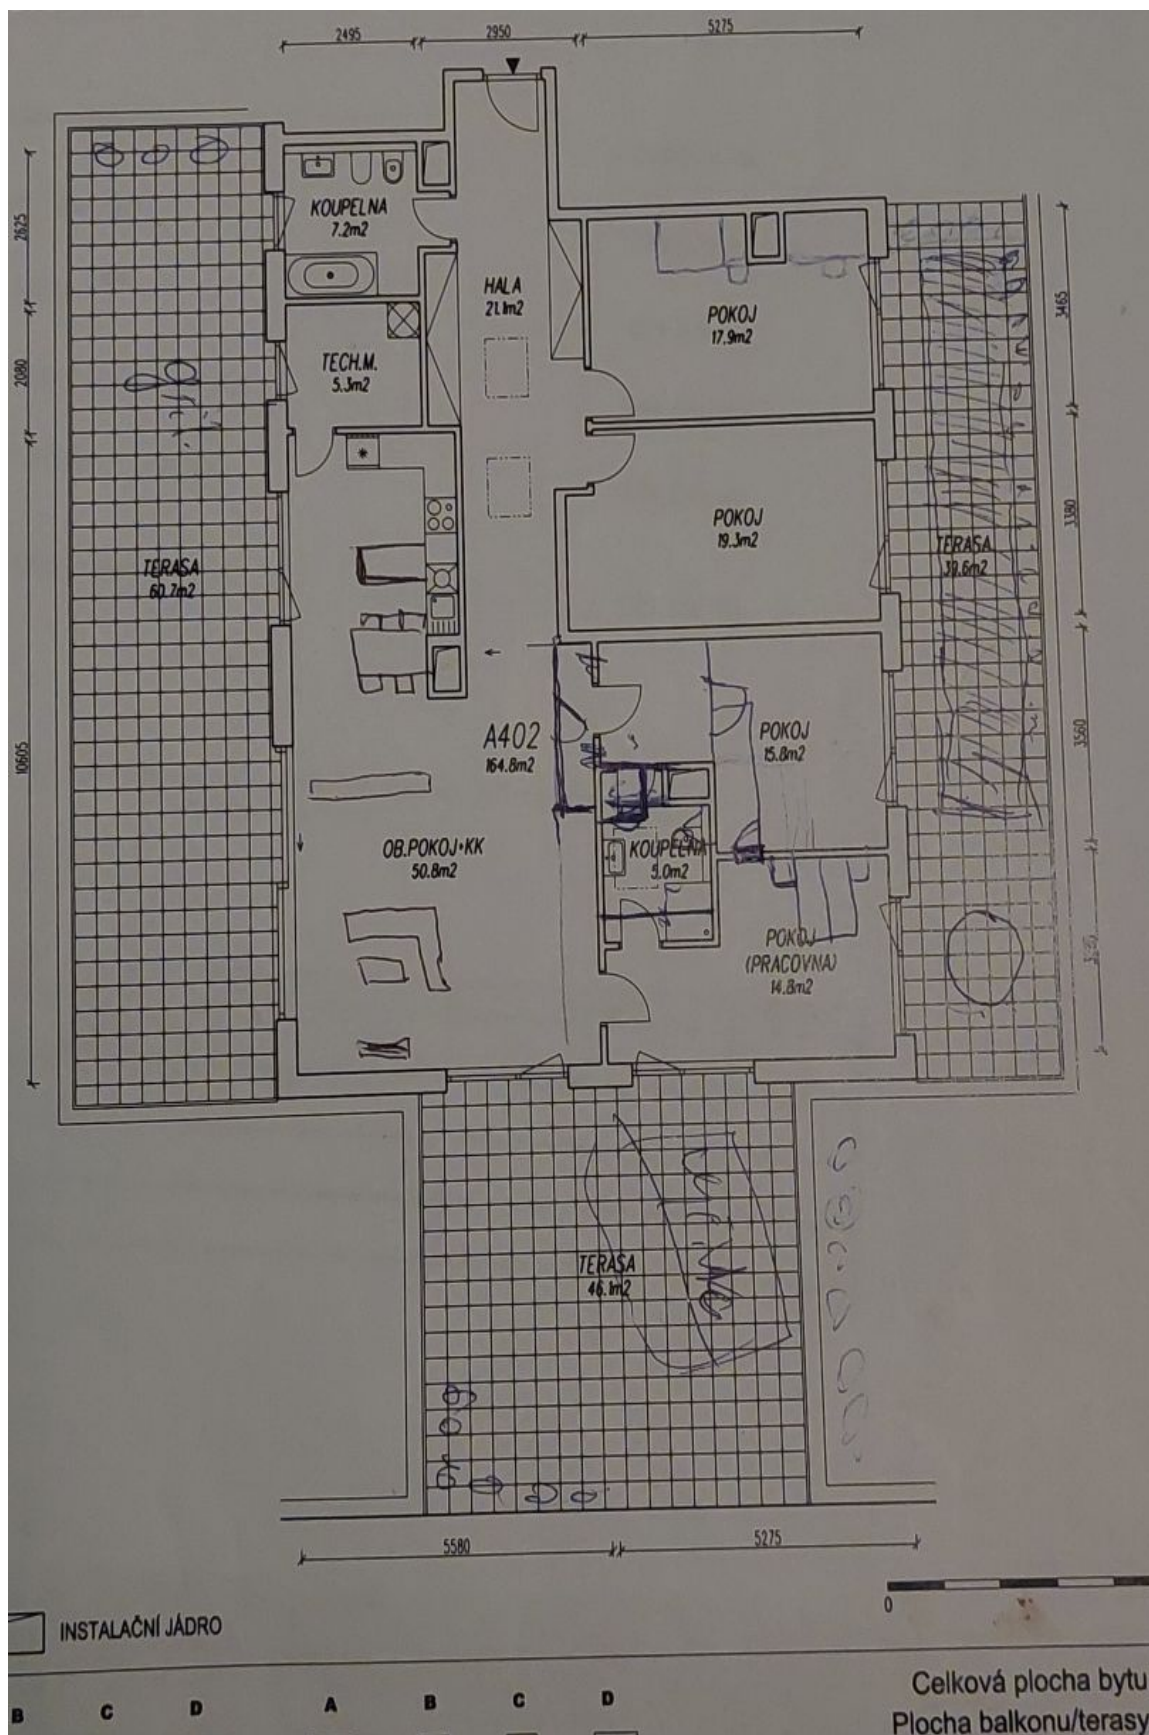 2495
2950
5275
2625
KOUPELNA
7.2m2
HALA
21.1m2
POKOJ
17.9m2
3465
2080
TECH.M.
5.3m2
POKOJ
19.3m2
3380
TERASA
60.7m2
TERASA
39.6m2
10605
A402
164.8m2
POKOJ
15.8m2
3560
OB.POKOJ+KK
50.8m2
KOUPELNA
5.0m2
POKOJ
(PRACOVNA)
14.8m2
TERASA
46.1m2
5580
5275
0
INSTALAČNÍ JÁDRO
Celková plocha bytu
B C D A B C D
Plocha balkonu/terasy